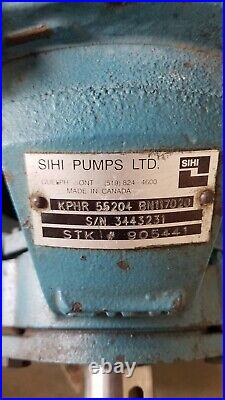 SIHI PUMPS LTD.
SIHI
GUELPH ONT (519) 824-4600
MADE IN CANADA
KPHR 55204 BN117020
S/N 3443231
STK # 905441